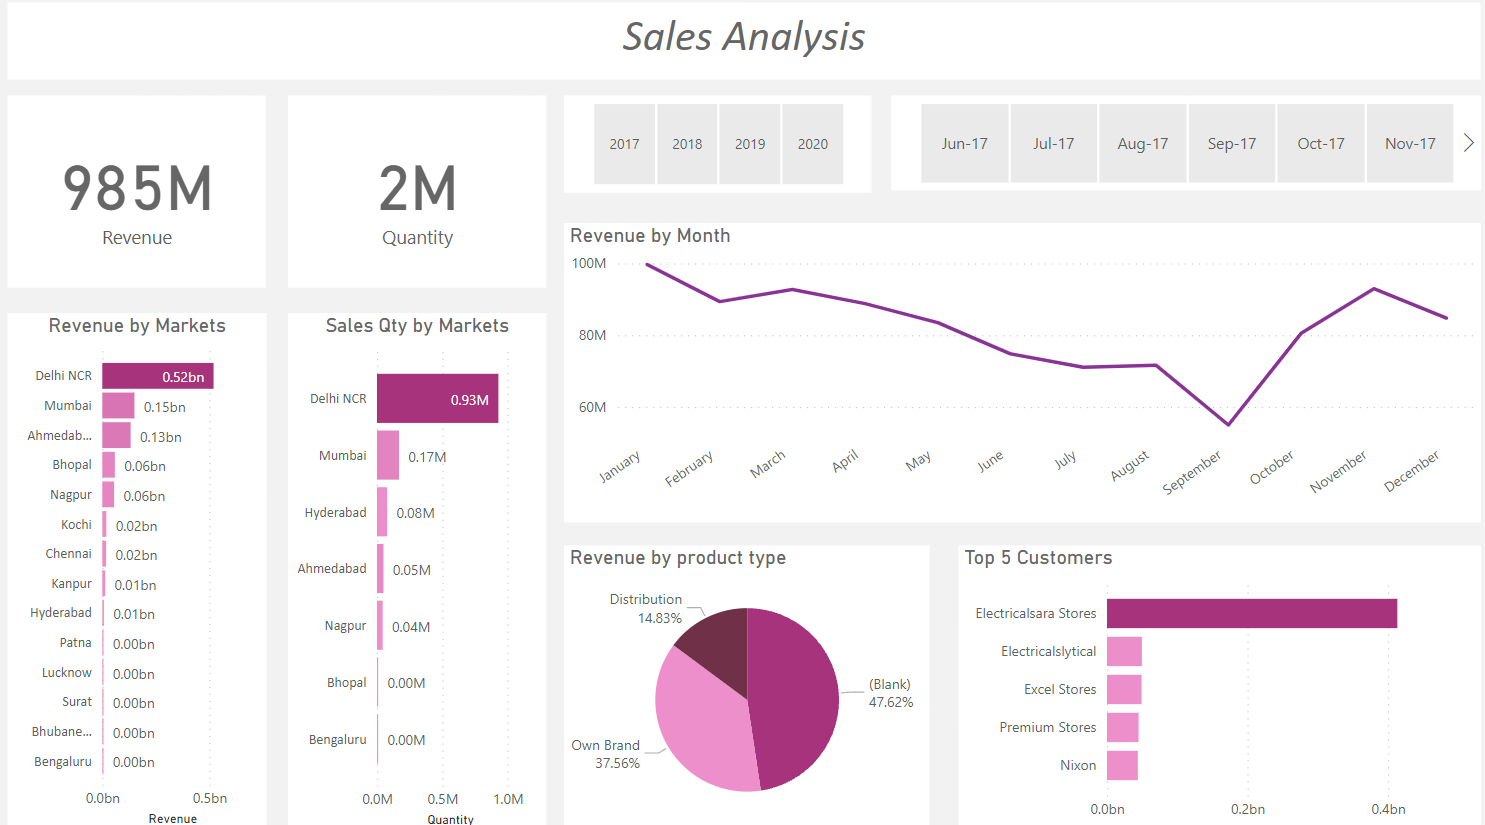 Sales Analysis
985M
Revenue
2M
Quantity
2017
2018
2019
2020
Jun-17
Jul-17
Aug-17
Sep-17
Oct-17
Nov-17
Revenue by Markets
Delhi NCR
0.52bn
Mumbai
0.15bn
Ahmedab...
0.13bn
Bhopal
0.06bn
Nagpur
0.06bn
Kochi
0.02bn
Chennai
0.02bn
Kanpur
0.01bn
Hyderabad
0.01bn
Patna
0.00bn
Lucknow
0.00bn
Surat
0.00bn
Bhubane...
0.00bn
Bengaluru
0.00bn
0.0bn
0.5bn
Revenue
Sales Qty by Markets
Delhi NCR
0.93M
Mumbai
0.17M
Hyderabad
0.08M
Ahmedabad
0.05M
Nagpur
0.04M
Bhopal
0.00M
Bengaluru
0.00M
0.0M
0.5M
1.0M
Quantity
Revenue by Month
100M
80M
60M
January
February
March
April
May
June
July
August
September
October
November
December
Revenue by product type
Distribution
14.83%
(Blank)
47.62%
Own Brand
37.56%
Top 5 Customers
Electricalsara Stores
Electricalslytical
Excel Stores
Premium Stores
Nixon
0.0bn
0.2bn
0.4bn